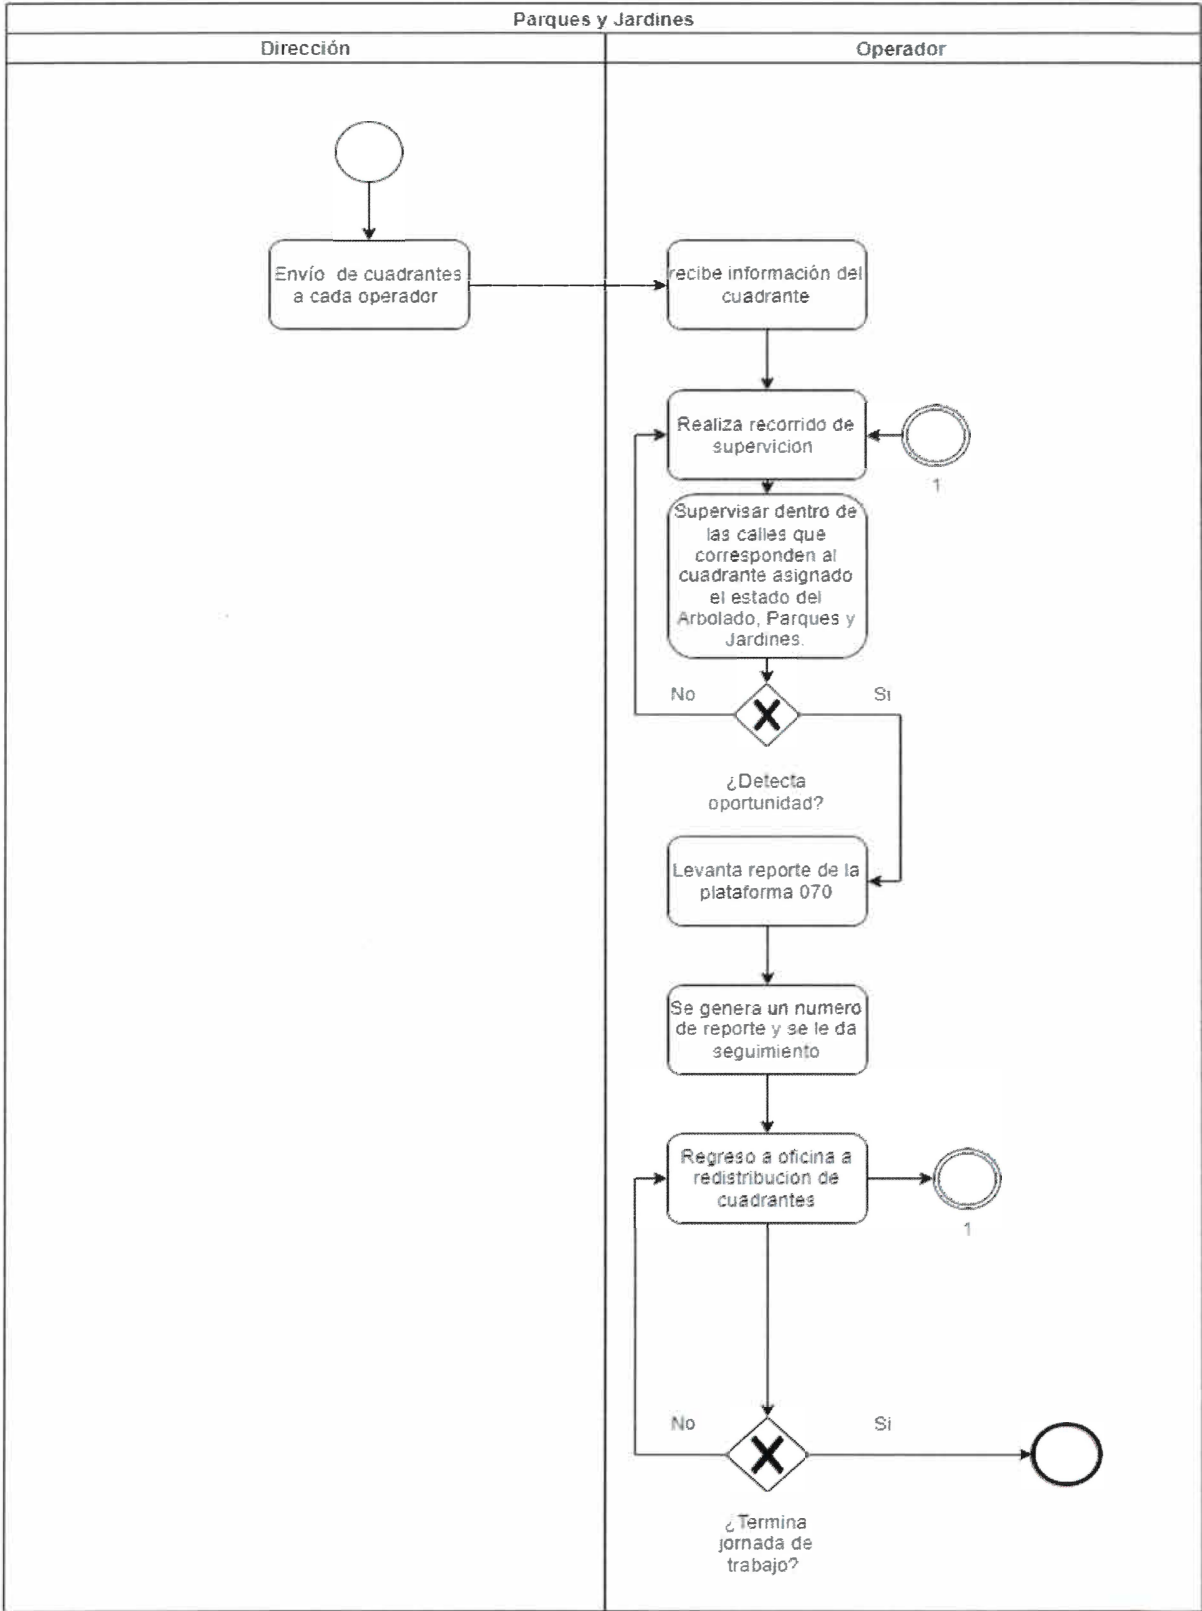 Parques y Jardines
Dirección
Operador
Envío de cuadrantes
a cada operador
recibe información del
cuadrante
Realiza recorrido de
supervicion
1
Supervisar dentro de
las calles que
corresponden al
cuadrante asignado
el estado del
Arbolado, Parques y
Jardines.
No
Si
¿Detecta
oportunidad?
Levanta reporte de la
plataforma 070
Se genera un numero
de reporte y se le da
seguimiento
Regreso a oficina a
redistribucion de
cuadrantes
1
No
Si
¿Termina
jornada de
trabajo?